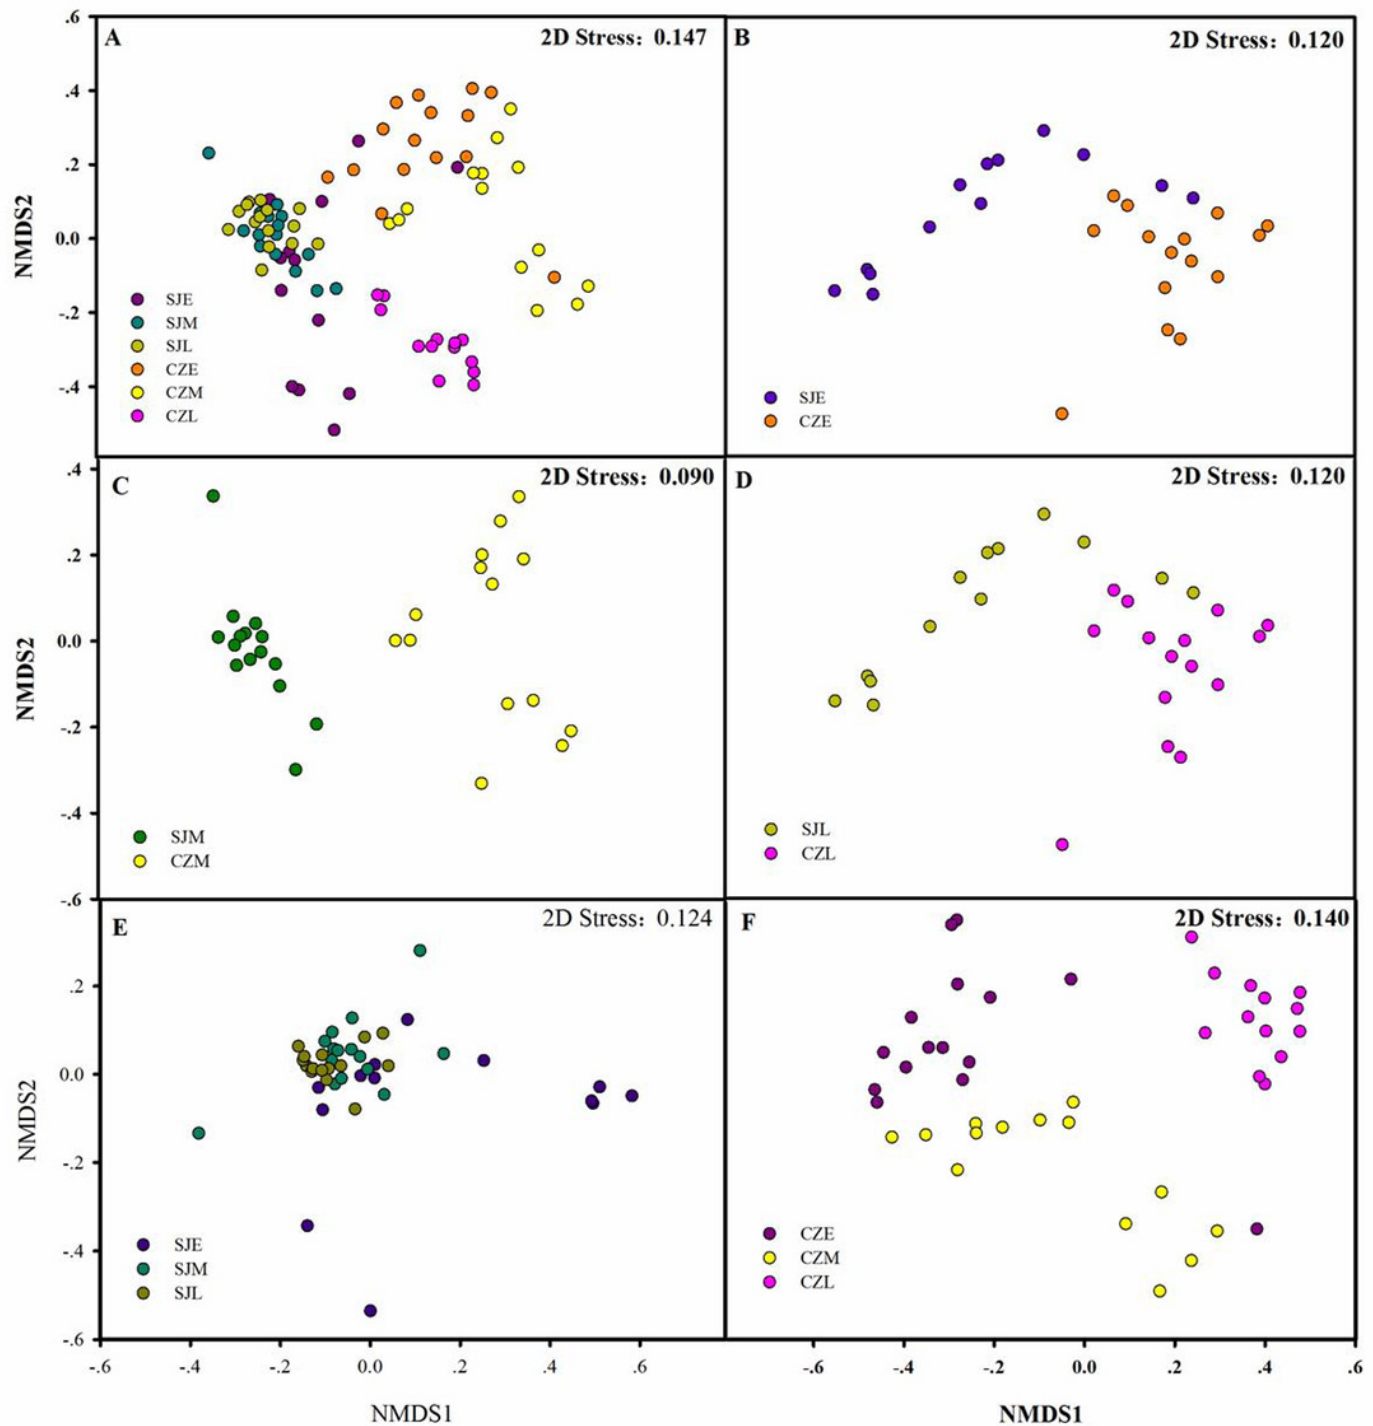 .6
A
2D Stress: 0.147
B
2D Stress: 0.120
.4
.2
0.0
-.2
-.4
NMDS2
SJE
SJM
SJL
CZE
CZM
CZL
SJE
CZE
.4
C
2D Stress: 0.090
D
2D Stress: 0.120
.2
0.0
-.2
-.4
-.6
NMDS2
SJM
CZM
SJL
CZL
E
2D Stress: 0.124
F
2D Stress: 0.140
.2
0.0
-.2
-.4
-.6
NMDS2
SJE
SJM
SJL
CZE
CZM
CZL
-.6 -.4 -.2 0.0 .2 .4 .6
-.6 -.4 -.2 0.0 .2 .4 .6
NMDS1
NMDS1